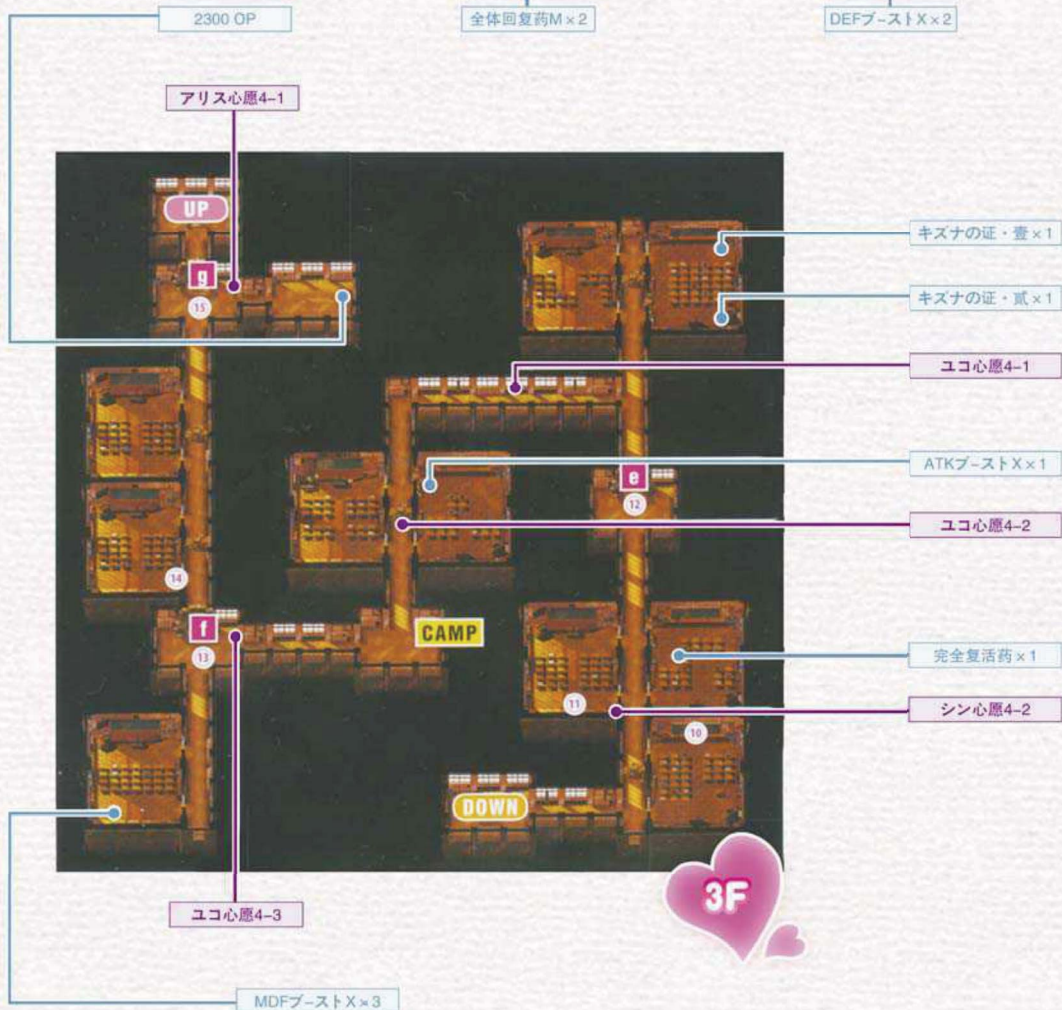 2300 OP
全体回复药M×2
DEFブーストX×2
アリス心愿4-1
UP
キズナの证・壹×1
g
15
キズナの证・贰×1
ユコ心愿4-1
ATKブーストX×1
e
12
ユコ心愿4-2
14
f
13
CAMP
完全复活药×1
11
シン心愿4-2
10
DOWN
3F
ユコ心愿4-3
MDFブーストX×3